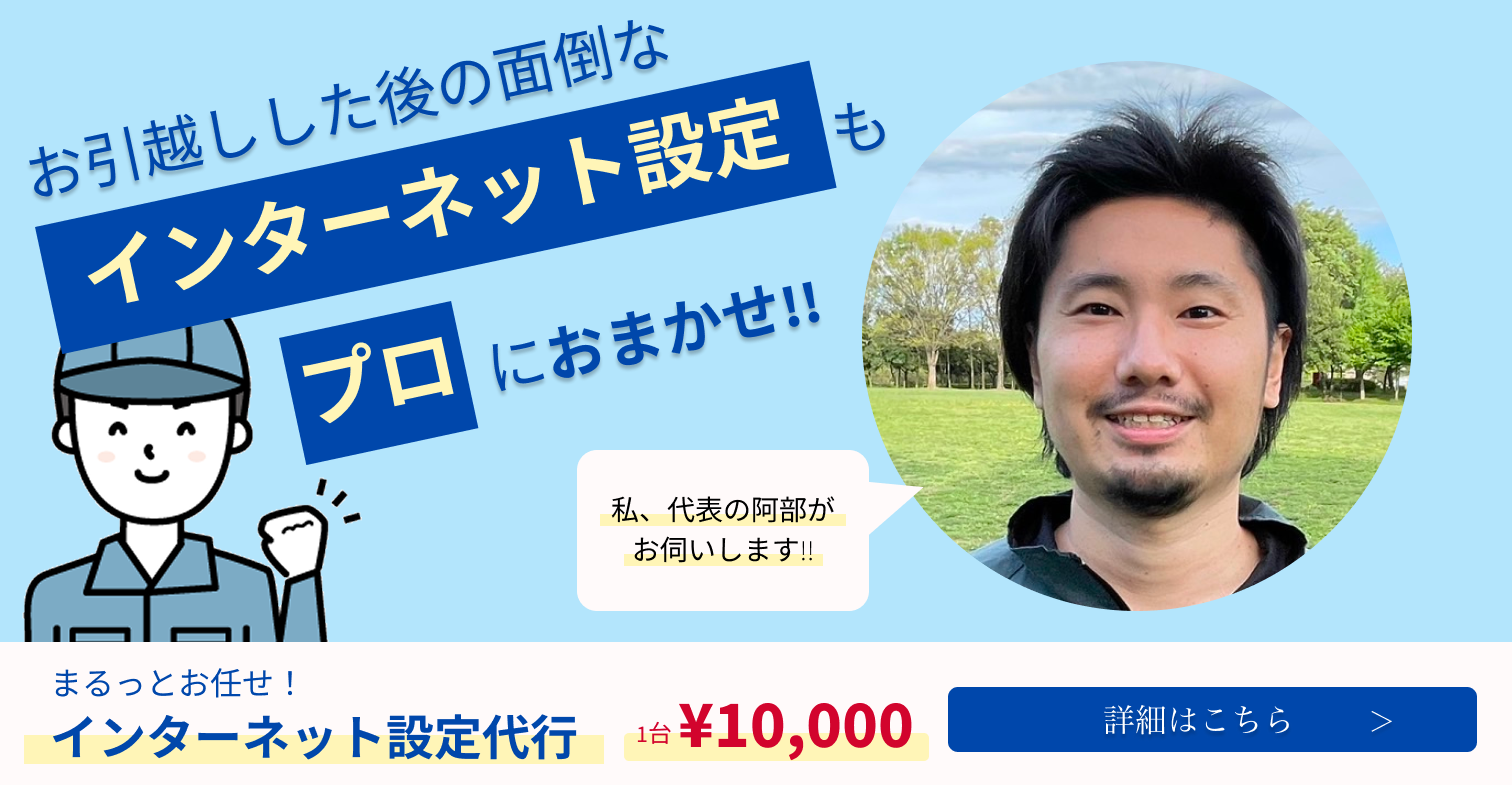 お引越しした後の面倒な
インターネット設定も
プロにおまかせ!!
私、代表の阿部が
お伺いします!!
まるっとお任せ！
インターネット設定代行
1台¥10,000
詳細はこちら ＞